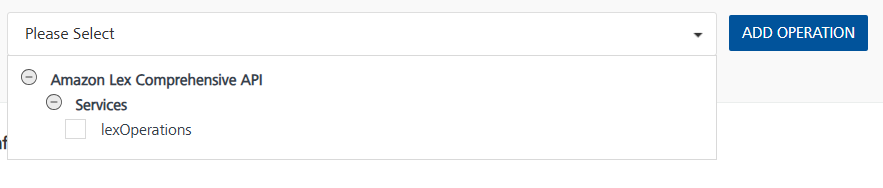 Please Select
ADD OPERATION
Amazon Lex Comprehensive API
Services
lexOperations